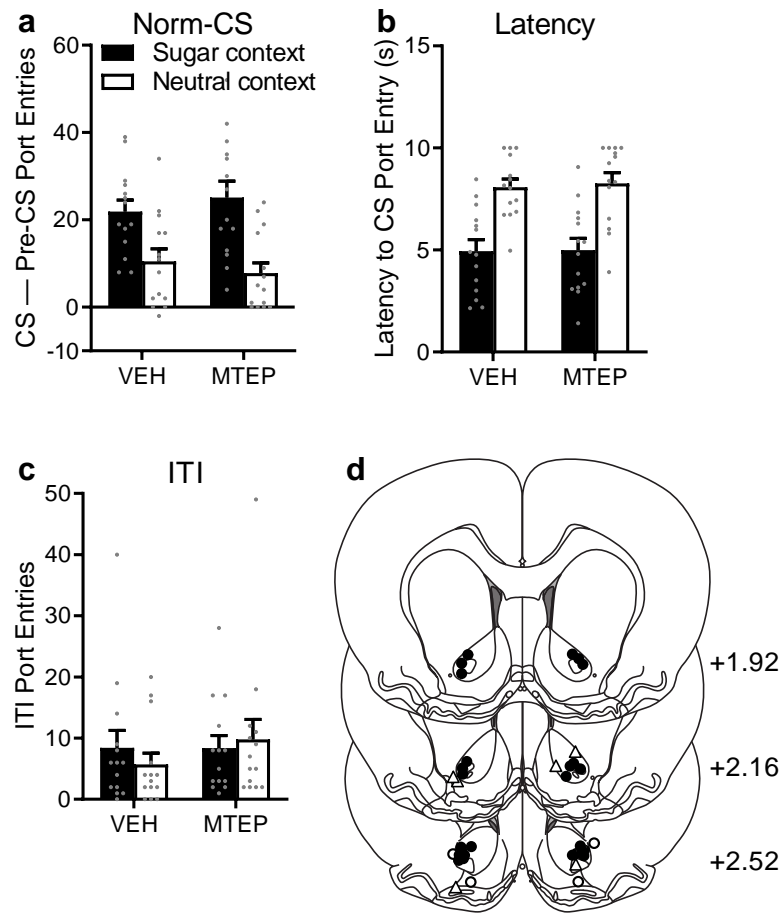 a
Norm-CS
Sugar context
Neutral context
CS — Pre-CS Port Entries
60
40
20
0
-10
VEH MTEP
b
Latency
Latency to CS Port Entry (s)
15
10
5
0
VEH MTEP
c
ITI
ITI Port Entries
50
40
30
20
10
0
VEH MTEP
d
+1.92
+2.16
+2.52